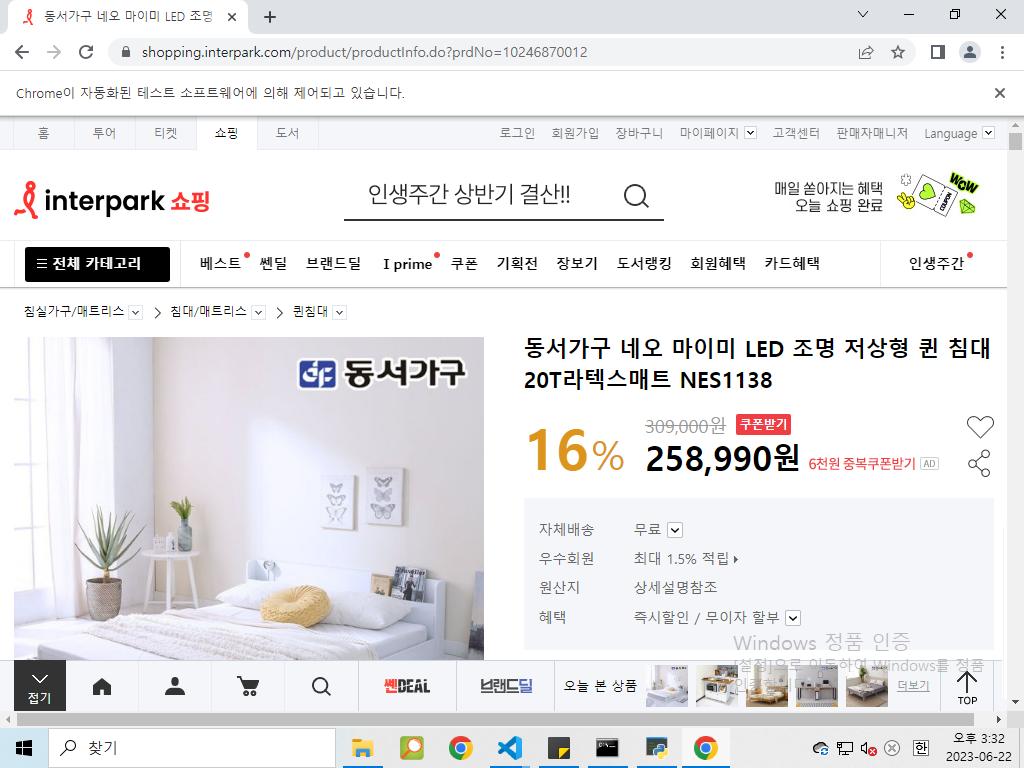 동서가구 네오 마이미 LED 조명
shopping.interpark.com/product/productInfo.do?prdNo=10246870012
Chrome이 자동화된 테스트 소프트웨어에 의해 제어되고 있습니다.
홈 투어 티켓 쇼핑 도서 로그인 회원가입 장바구니 마이페이지 고객센터 판매자매니저 Language
interpark 쇼핑
인생주간 상반기 결산!!
매일 쏟아지는 혜택
오늘 쇼핑 완료
WOW
COUPON
전체 카테고리 베스트 쎈딜 브랜드딜 I prime 쿠폰 기획전 장보기 도서랭킹 회원혜택 카드혜택 인생주간
침실가구/매트리스 침대/매트리스 퀸침대
동서가구
동서가구 네오 마이미 LED 조명 저상형 퀸 침대
20T라텍스매트 NES1138
309,000원 쿠폰받기
16% 258,990원 6천원 중복쿠폰받기 AD
자체배송 무료
우수회원 최대 1.5% 적립
원산지 상세설명참조
혜택 즉시할인 / 무이자 할부
Windows 정품 인증
[설정]으로 이동하여 Windows를 정품
인증합니다.
접기 쎈DEAL 브랜드딜 오늘 본 상품 더보기 TOP
찾기
오후 3:32
한
2023-06-22